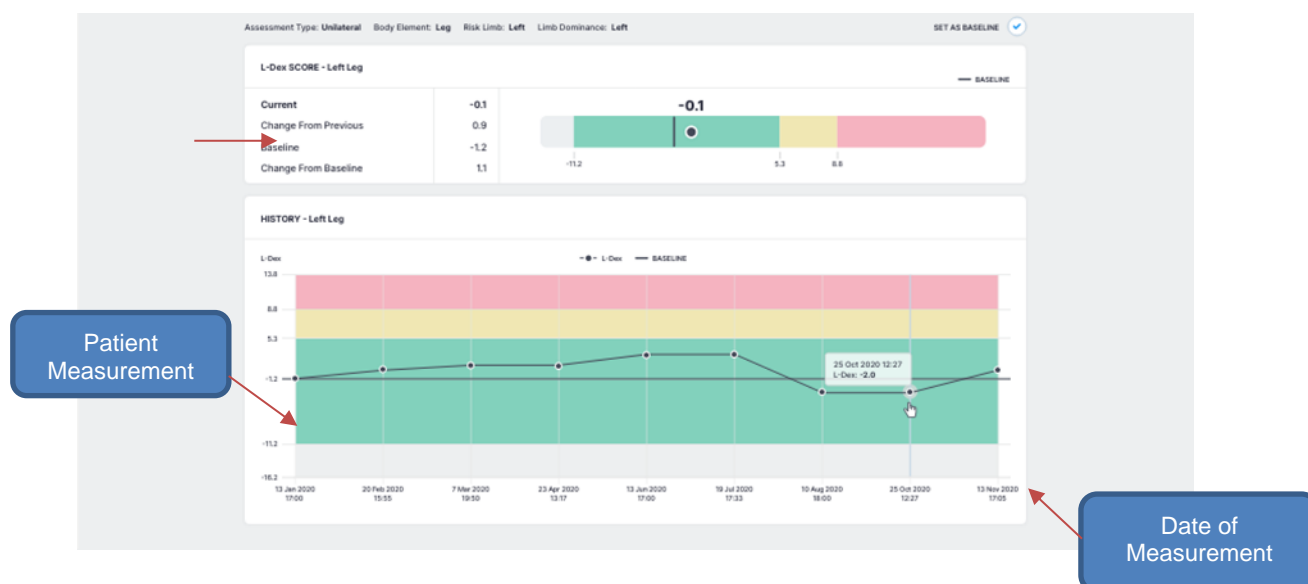 Assessment Type: Unilateral Body Element: Leg Risk Limb: Left Limb Dominance: Left SET AS BASELINE
L-Dex SCORE - Left Leg
BASELINE
Current -0.1
Change From Previous 0.9
Baseline -1.2
Change From Baseline 1.1
-0.1
-11.2 5.3 8.8
HISTORY - Left Leg
L-Dex
L-Dex BASELINE
13.8
8.8
5.3
-1.2
-11.2
-16.2
25 Oct 2020 12:27
L-Dex: -2.0
13 Jan 2020 20 Feb 2020 7 Mar 2020 23 Apr 2020 13 Jun 2020 19 Jul 2020 10 Aug 2020 25 Oct 2020 13 Nov 2020
17:00 15:55 19:50 13:17 17:00 17:33 18:00 12:27 17:05
Patient
Measurement
Date of
Measurement